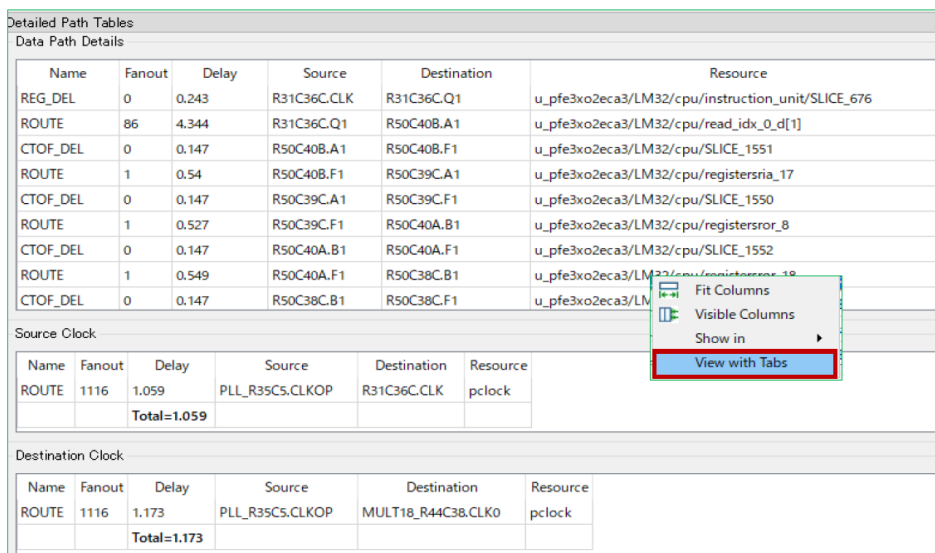 Detailed Path Tables
Data Path Details
Name Fanout Delay Source Destination Resource
REG_DEL 0 0.243 R31C36C.CLK R31C36C.Q1 u_pfe3xo2eca3/LM32/cpu/instruction_unit/SLICE_676
ROUTE 86 4.344 R31C36C.Q1 R50C40B.A1 u_pfe3xo2eca3/LM32/cpu/read_idx_0_d[1]
CTOF_DEL 0 0.147 R50C40B.A1 R50C40B.F1 u_pfe3xo2eca3/LM32/cpu/SLICE_1551
ROUTE 1 0.54 R50C40B.F1 R50C39C.A1 u_pfe3xo2eca3/LM32/cpu/registersria_17
CTOF_DEL 0 0.147 R50C39C.A1 R50C39C.F1 u_pfe3xo2eca3/LM32/cpu/SLICE_1550
ROUTE 1 0.527 R50C39C.F1 R50C40A.B1 u_pfe3xo2eca3/LM32/cpu/registersror_8
CTOF_DEL 0 0.147 R50C40A.B1 R50C40A.F1 u_pfe3xo2eca3/LM32/cpu/SLICE_1552
ROUTE 1 0.549 R50C40A.F1 R50C38C.B1 u_pfe3xo2eca3/LM32/cpu/registersror_18
CTOF_DEL 0 0.147 R50C38C.B1 R50C38C.F1 u_pfe3xo2eca3/LM
Fit Columns
Visible Columns
Show in
View with Tabs
Source Clock
Name Fanout Delay Source Destination Resource
ROUTE 1116 1.059 PLL_R35C5.CLKOP R31C36C.CLK pclock
Total=1.059
Destination Clock
Name Fanout Delay Source Destination Resource
ROUTE 1116 1.173 PLL_R35C5.CLKOP MULT18_R44C38.CLK0 pclock
Total=1.173